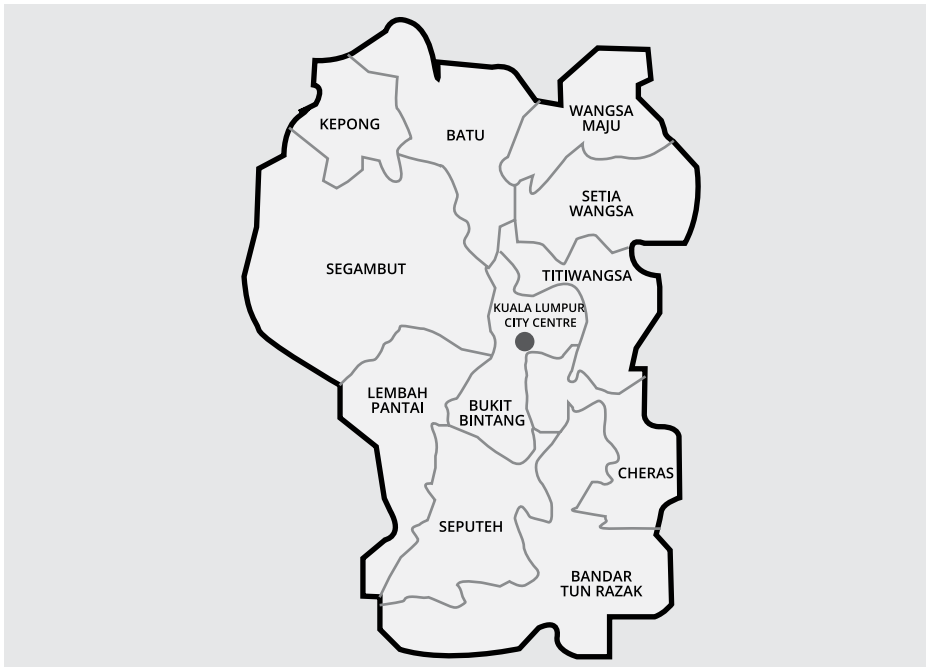 KEPONG
BATU
WANGSA
MAJU
SETIA
WANGSA
SEGAMBUT
TITIWANGSA
KUALA LUMPUR
CITY CENTRE
LEMBAH
PANTAI
BUKIT
BINTANG
CHERAS
SEPUTEH
BANDAR
TUN RAZAK